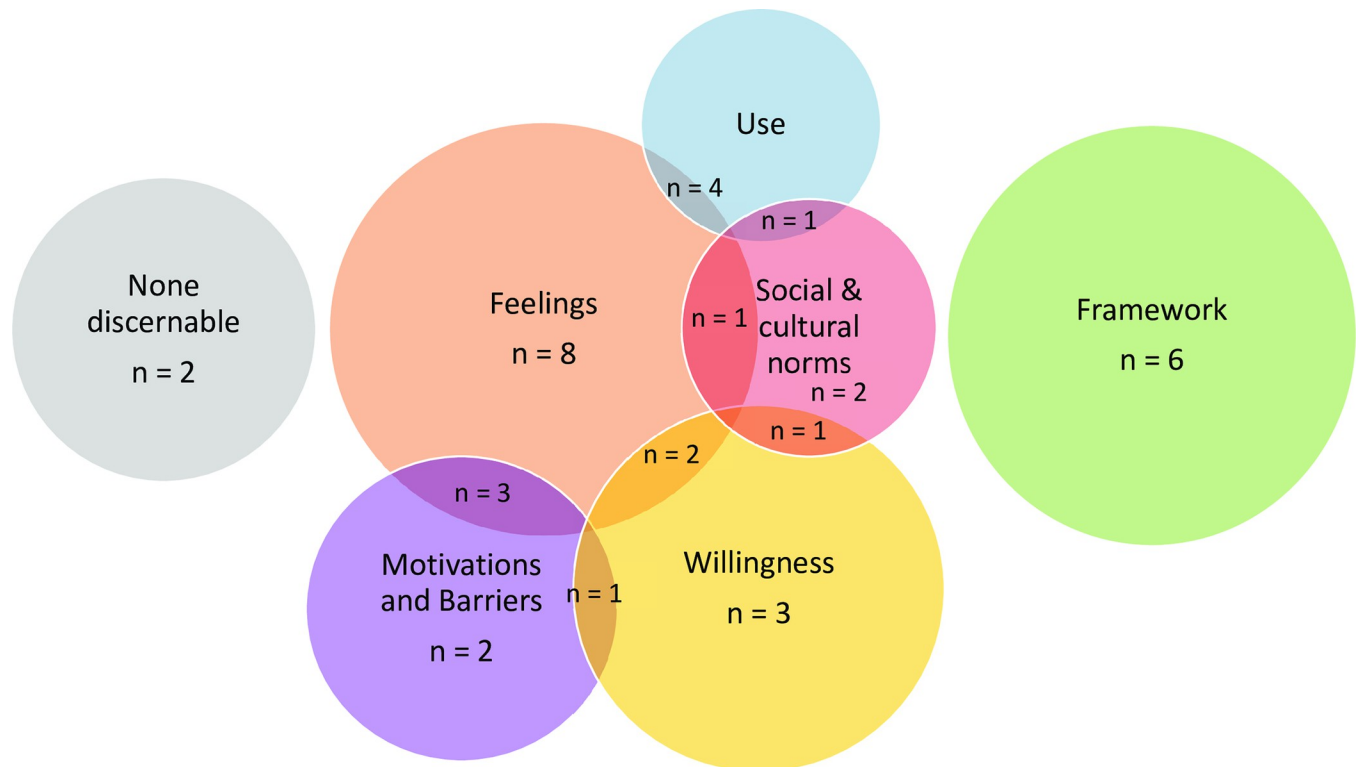 Use
n = 4
n = 1
None
discernable
n = 2
Feelings
n = 8
n = 1
Social &
cultural
norms
n = 2
Framework
n = 6
n = 1
n = 2
n = 3
Motivations
and Barriers
n = 2
n = 1
Willingness
n = 3